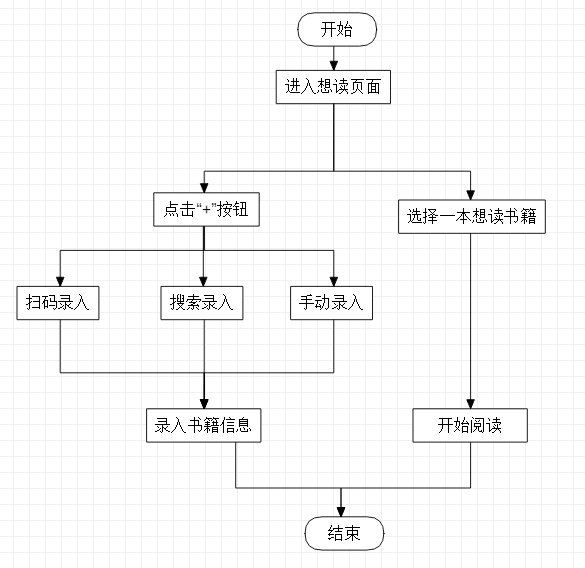 开始
进入想读页面
点击“+”按钮
选择一本想读书籍
扫码录入
搜索录入
手动录入
录入书籍信息
开始阅读
结束